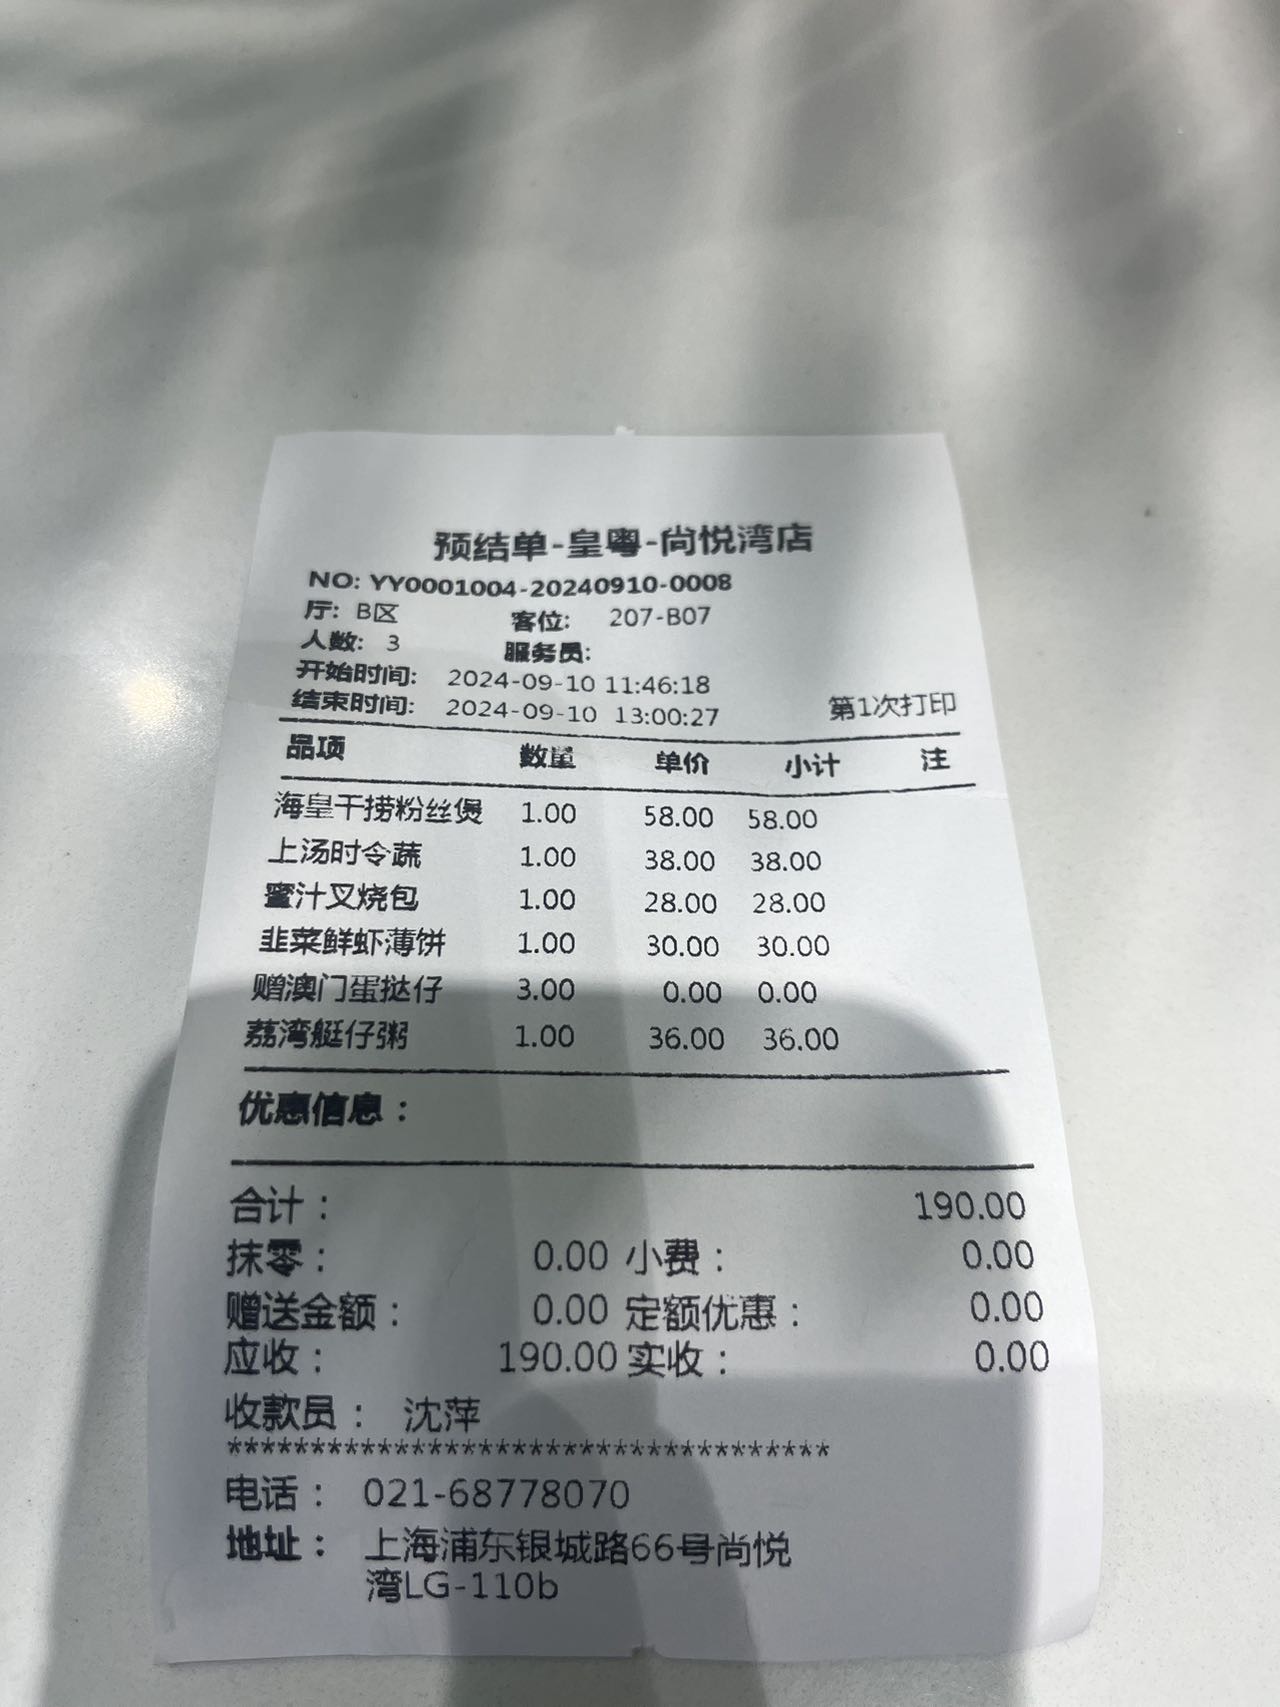 预结单-皇粤-尚悦湾店
NO: YY0001004-20240910-0008
厅: B区 客位: 207-B07
人数: 3 服务员:
开始时间: 2024-09-10 11:46:18
结束时间: 2024-09-10 13:00:27 第1次打印
品项 数量 单价 小计 注
海皇干捞粉丝煲 1.00 58.00 58.00
上汤时令蔬 1.00 38.00 38.00
蜜汁叉烧包 1.00 28.00 28.00
韭菜鲜虾薄饼 1.00 30.00 30.00
赠澳门蛋挞仔 3.00 0.00 0.00
荔湾艇仔粥 1.00 36.00 36.00
优惠信息：
合计： 190.00
抹零： 0.00 小费： 0.00
赠送金额： 0.00 定额优惠： 0.00
应收： 190.00 实收： 0.00
收款员： 沈萍
************************************
电话： 021-68778070
地址： 上海浦东银城路66号尚悦
湾LG-110b